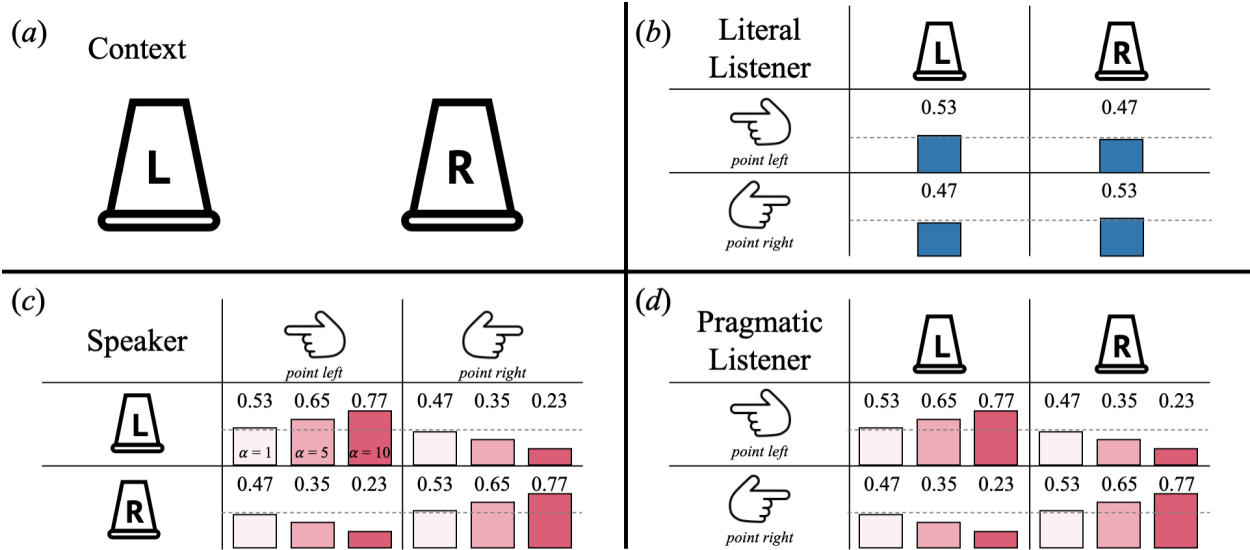 (a)
Context
L R
(b)
Literal
Listener
L R
0.53 0.47
point left
0.47 0.53
point right
(c)
Speaker
point left point right
L
0.53 0.65 0.77 0.47 0.35 0.23
α = 1 α = 5 α = 10
R
0.47 0.35 0.23 0.53 0.65 0.77
(d)
Pragmatic
Listener
L R
0.53 0.65 0.77 0.47 0.35 0.23
point left
0.47 0.35 0.23 0.53 0.65 0.77
point right